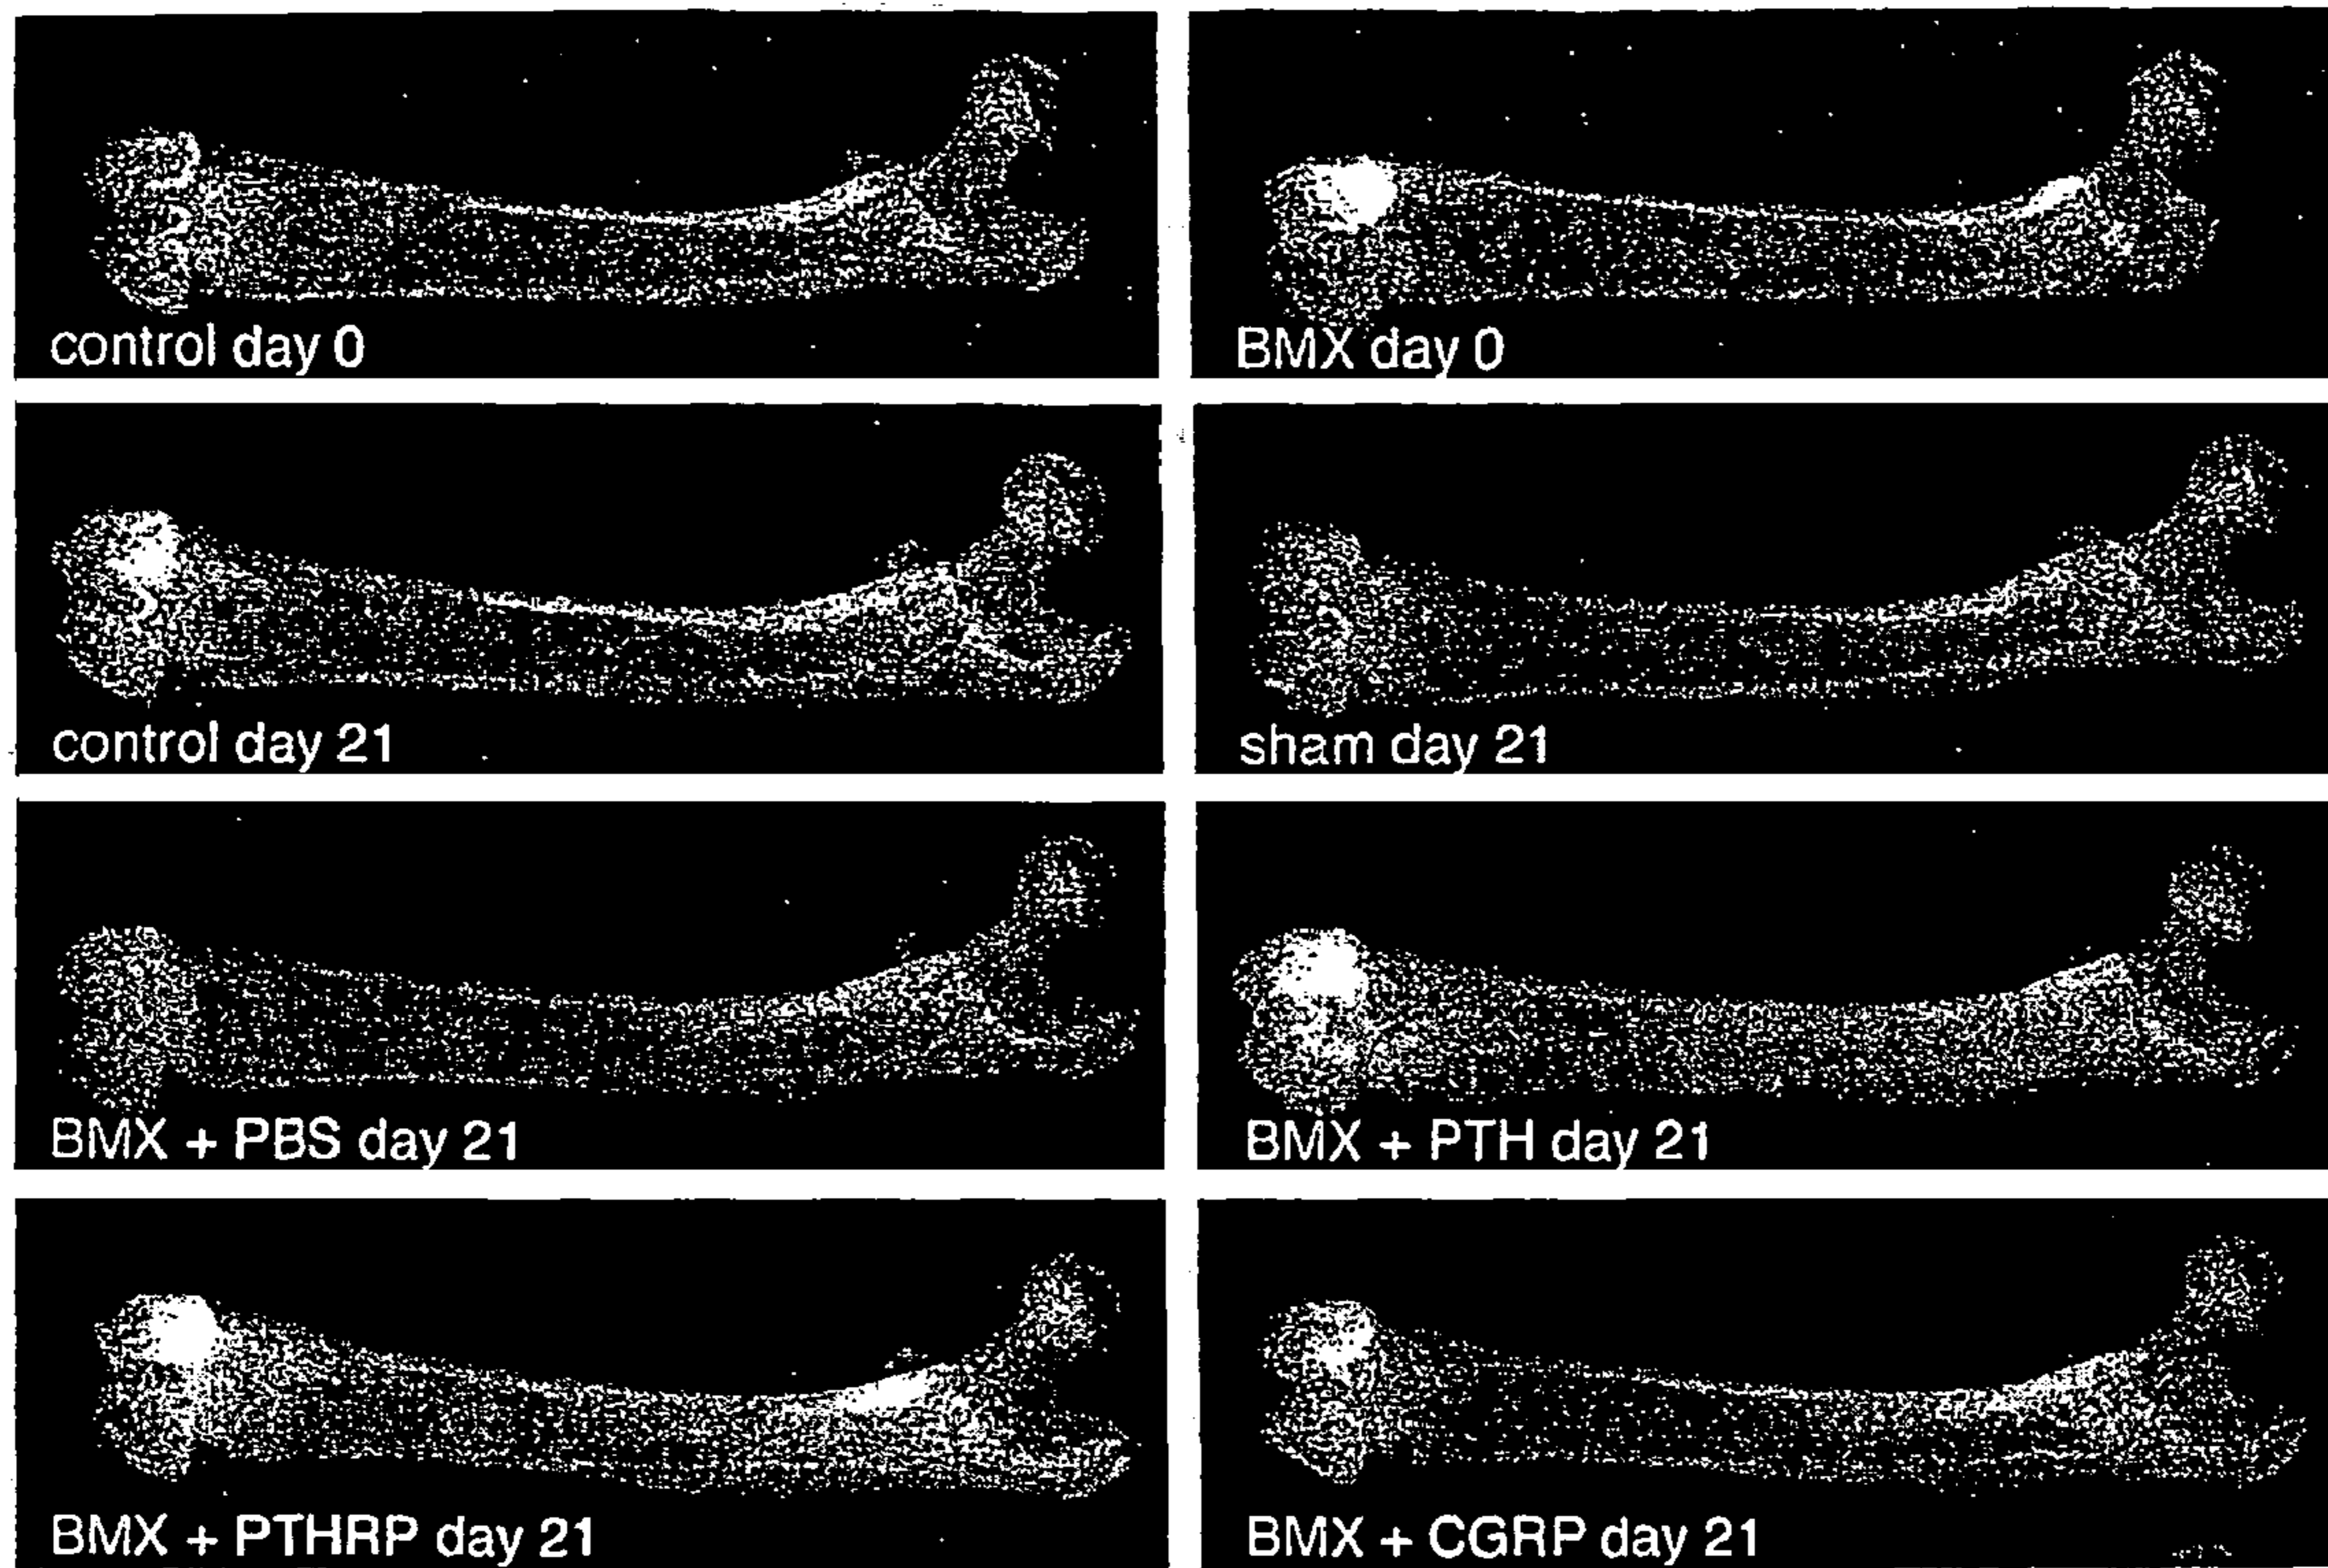 control day 0
BMX day 0
control day 21
sham day 21
BMX + PBS day 21
BMX + PTH day 21
BMX + PTHRP day 21
BMX + CGRP day 21